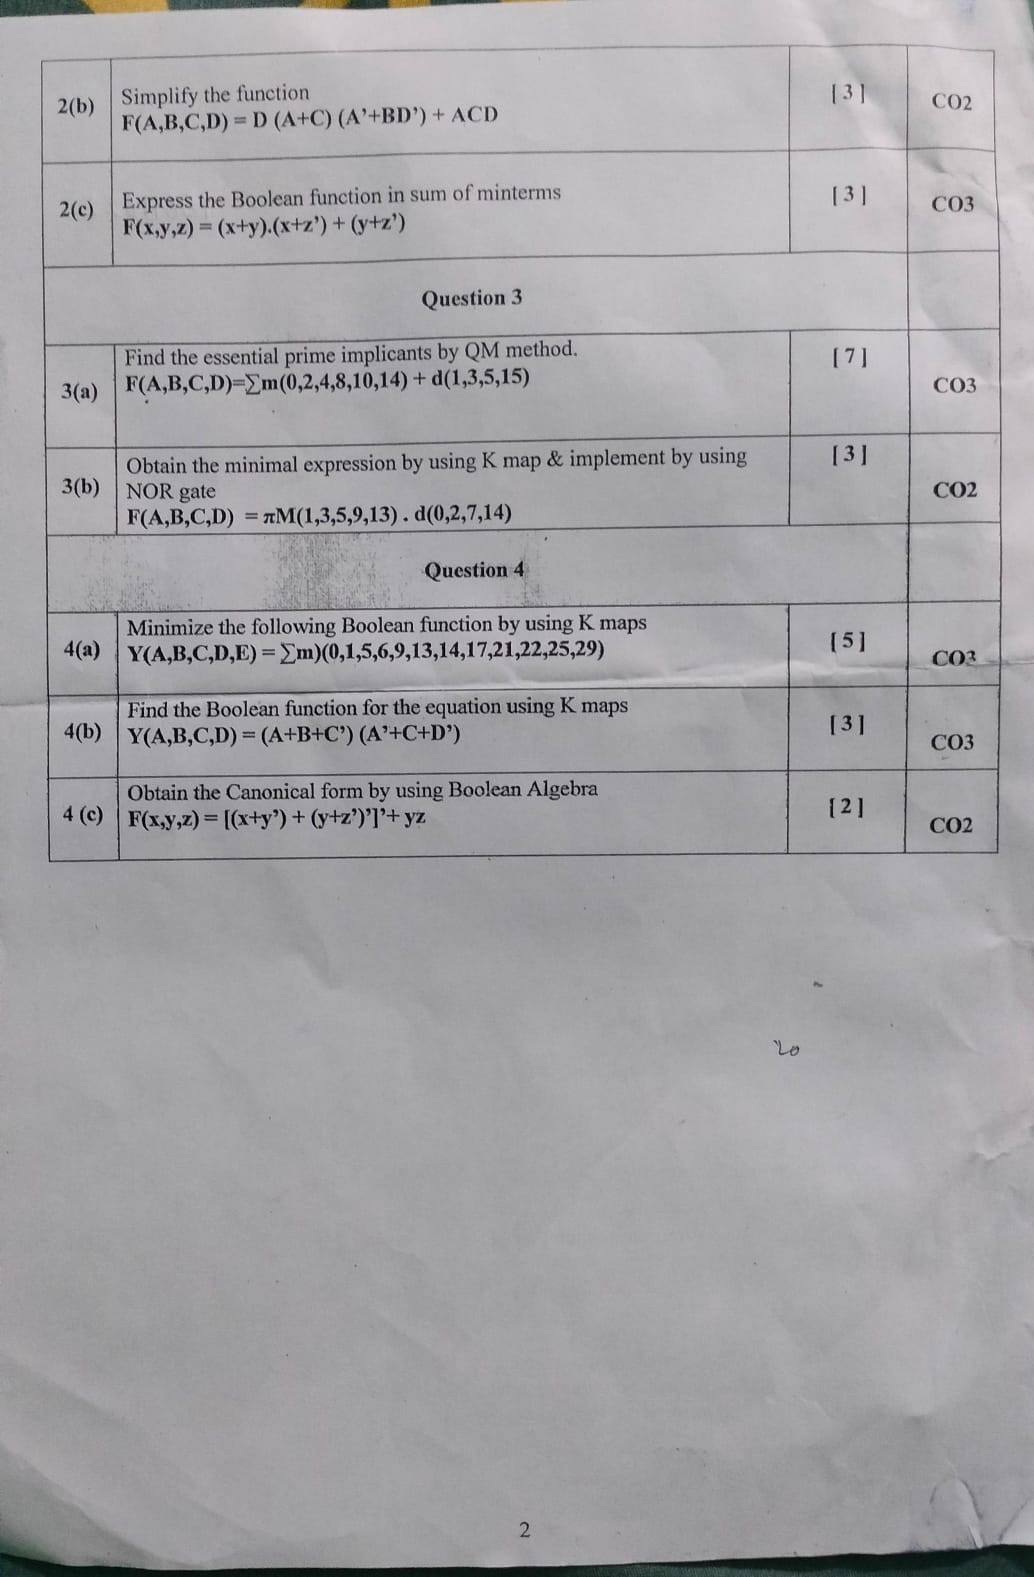 2(b) Simplify the function [3] CO2
F(A,B,C,D) = D (A+C) (A’+BD’) + ACD
2(c) Express the Boolean function in sum of minterms [3] CO3
F(x,y,z) = (x+y).(x+z’) + (y+z’)
Question 3
3(a) Find the essential prime implicants by QM method. [7] CO3
F(A,B,C,D)=∑m(0,2,4,8,10,14) + d(1,3,5,15)
3(b) Obtain the minimal expression by using K map & implement by using [3] CO2
NOR gate
F(A,B,C,D) = πM(1,3,5,9,13) . d(0,2,7,14)
Question 4
4(a) Minimize the following Boolean function by using K maps [5] CO3
Y(A,B,C,D,E) = ∑m)(0,1,5,6,9,13,14,17,21,22,25,29)
4(b) Find the Boolean function for the equation using K maps [3] CO3
Y(A,B,C,D) = (A+B+C’) (A’+C+D’)
4 (c) Obtain the Canonical form by using Boolean Algebra [2] CO2
F(x,y,z) = [(x+y’) + (y+z’)’]’+ yz
2